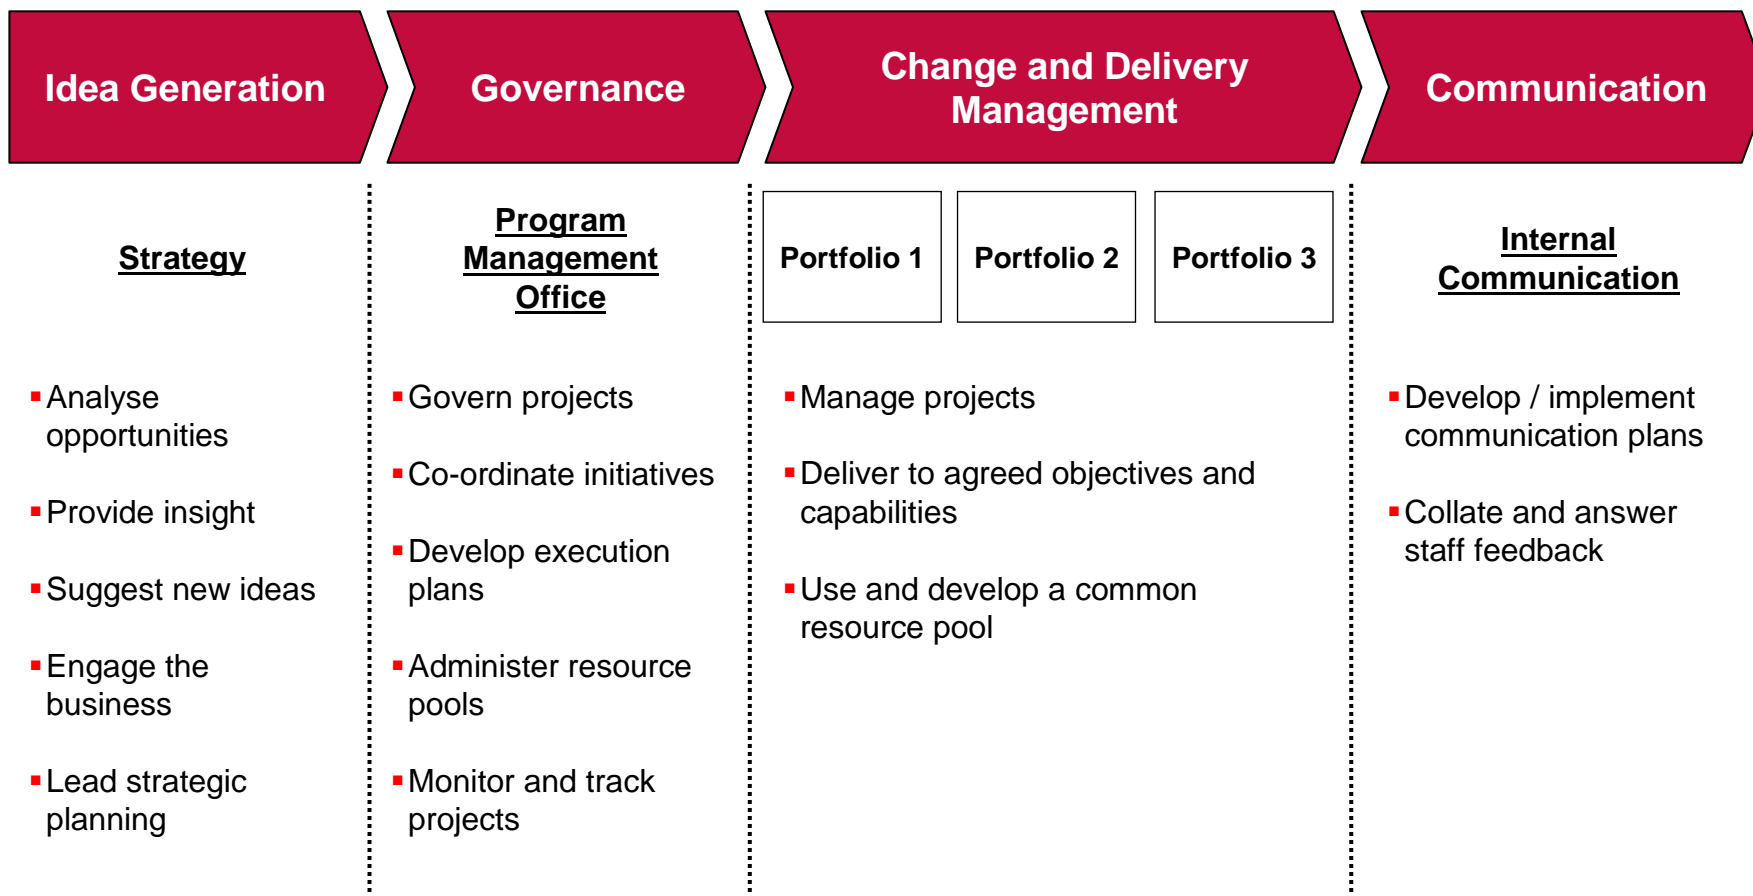 Idea Generation
Governance
Change and Delivery
Management
Communication
Strategy
Program
Management
Office
Portfolio 1
Portfolio 2
Portfolio 3
Internal
Communication
Analyse
opportunities
Provide insight
Suggest new ideas
Engage the
business
Lead strategic
planning
Govern projects
Co-ordinate initiatives
Develop execution
plans
Administer resource
pools
Monitor and track
projects
Manage projects
Deliver to agreed objectives and
capabilities
Use and develop a common
resource pool
Develop / implement
communication plans
Collate and answer
staff feedback